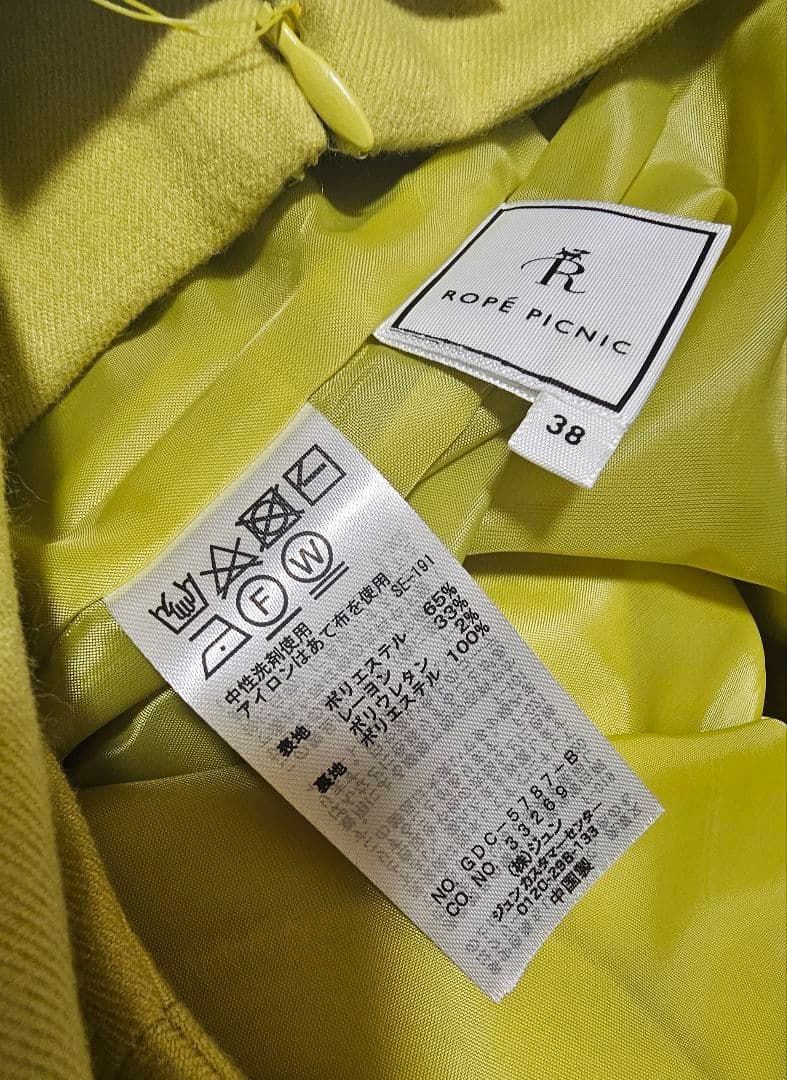 R
ROPÉ PICNIC
38
F W
中性洗剤使用
アイロンはあて布を使用
SE-191
表地 ポリエステル 65%
レーヨン 33%
ポリウレタン 2%
裏地 ポリエステル 100%
NO. GDC-5787-B
CO. NO. 33269
(株)ジュン
ジュンカスタマーセンター
0120-298-133
中国製